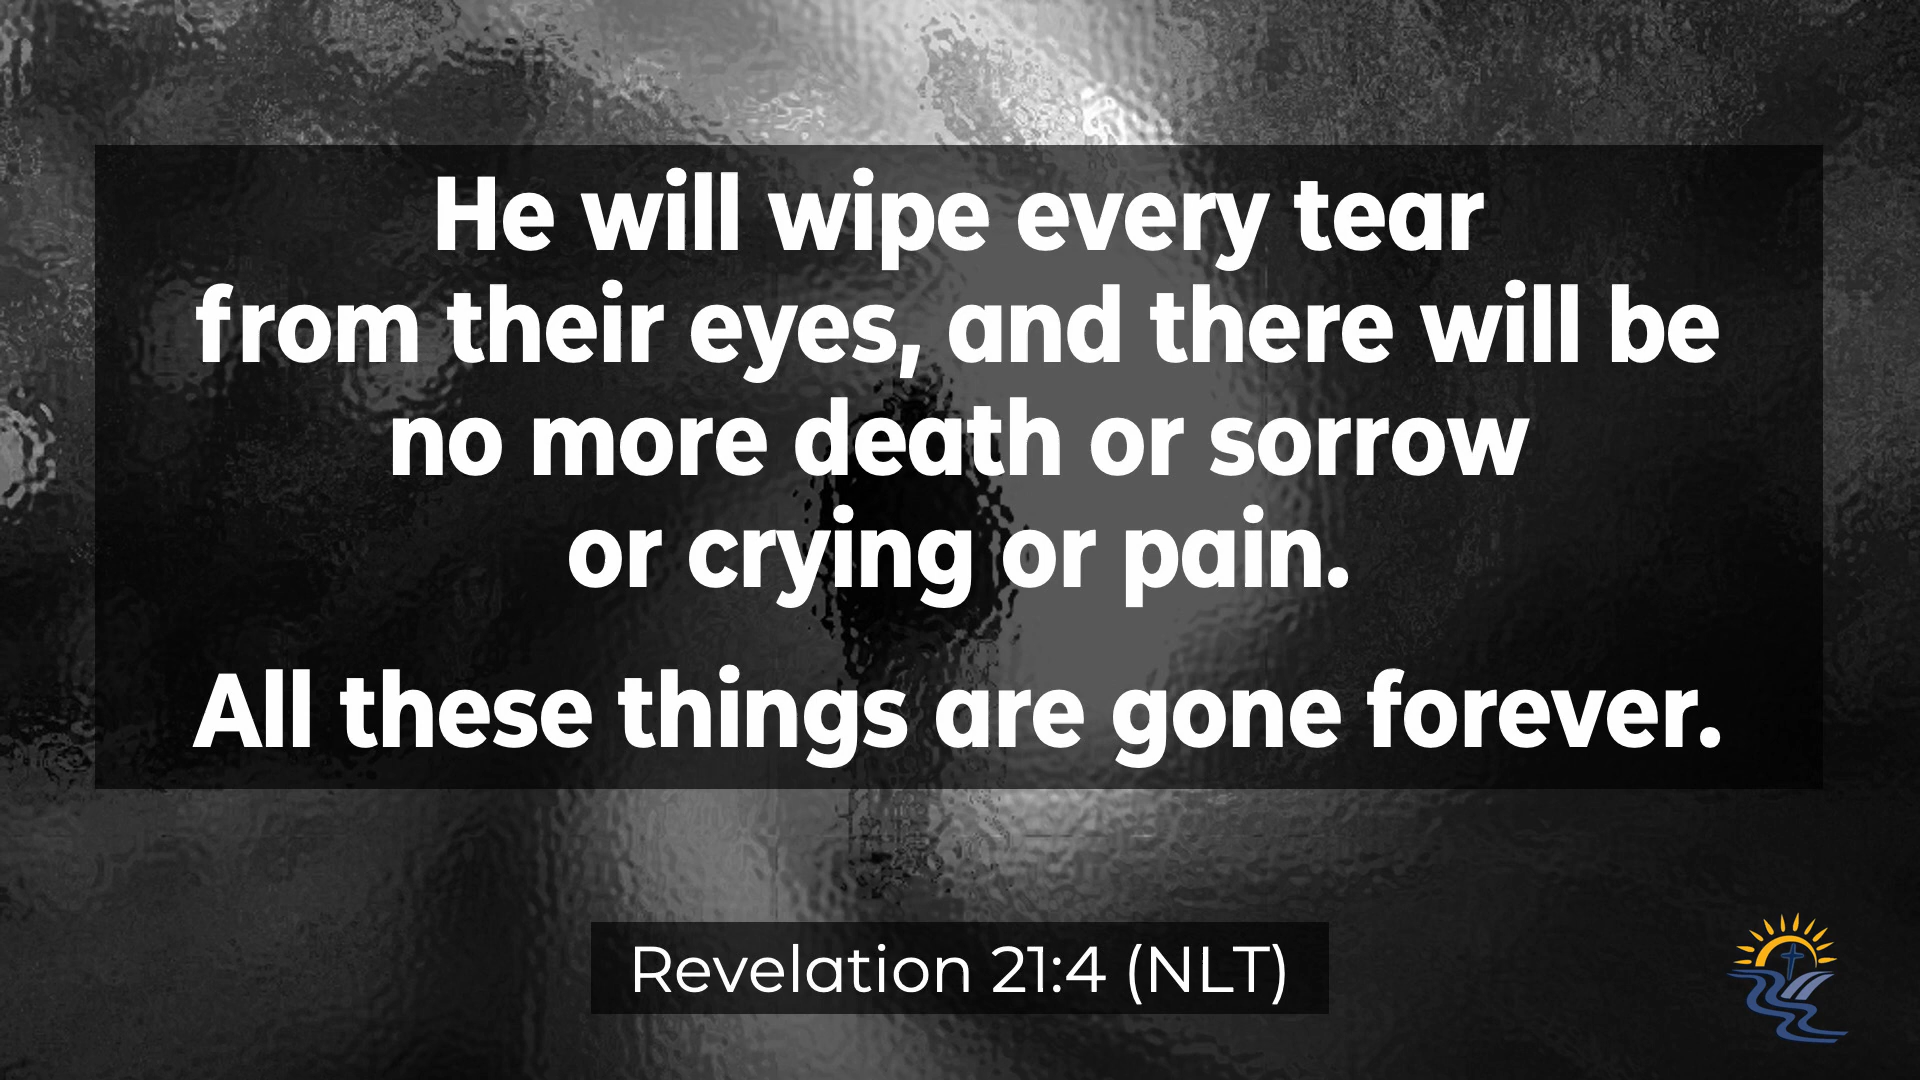 He will wipe every tear
from their eyes, and there will be
no more death or sorrow
or crying or pain.
All these things are gone forever.
Revelation 21:4 (NLT)